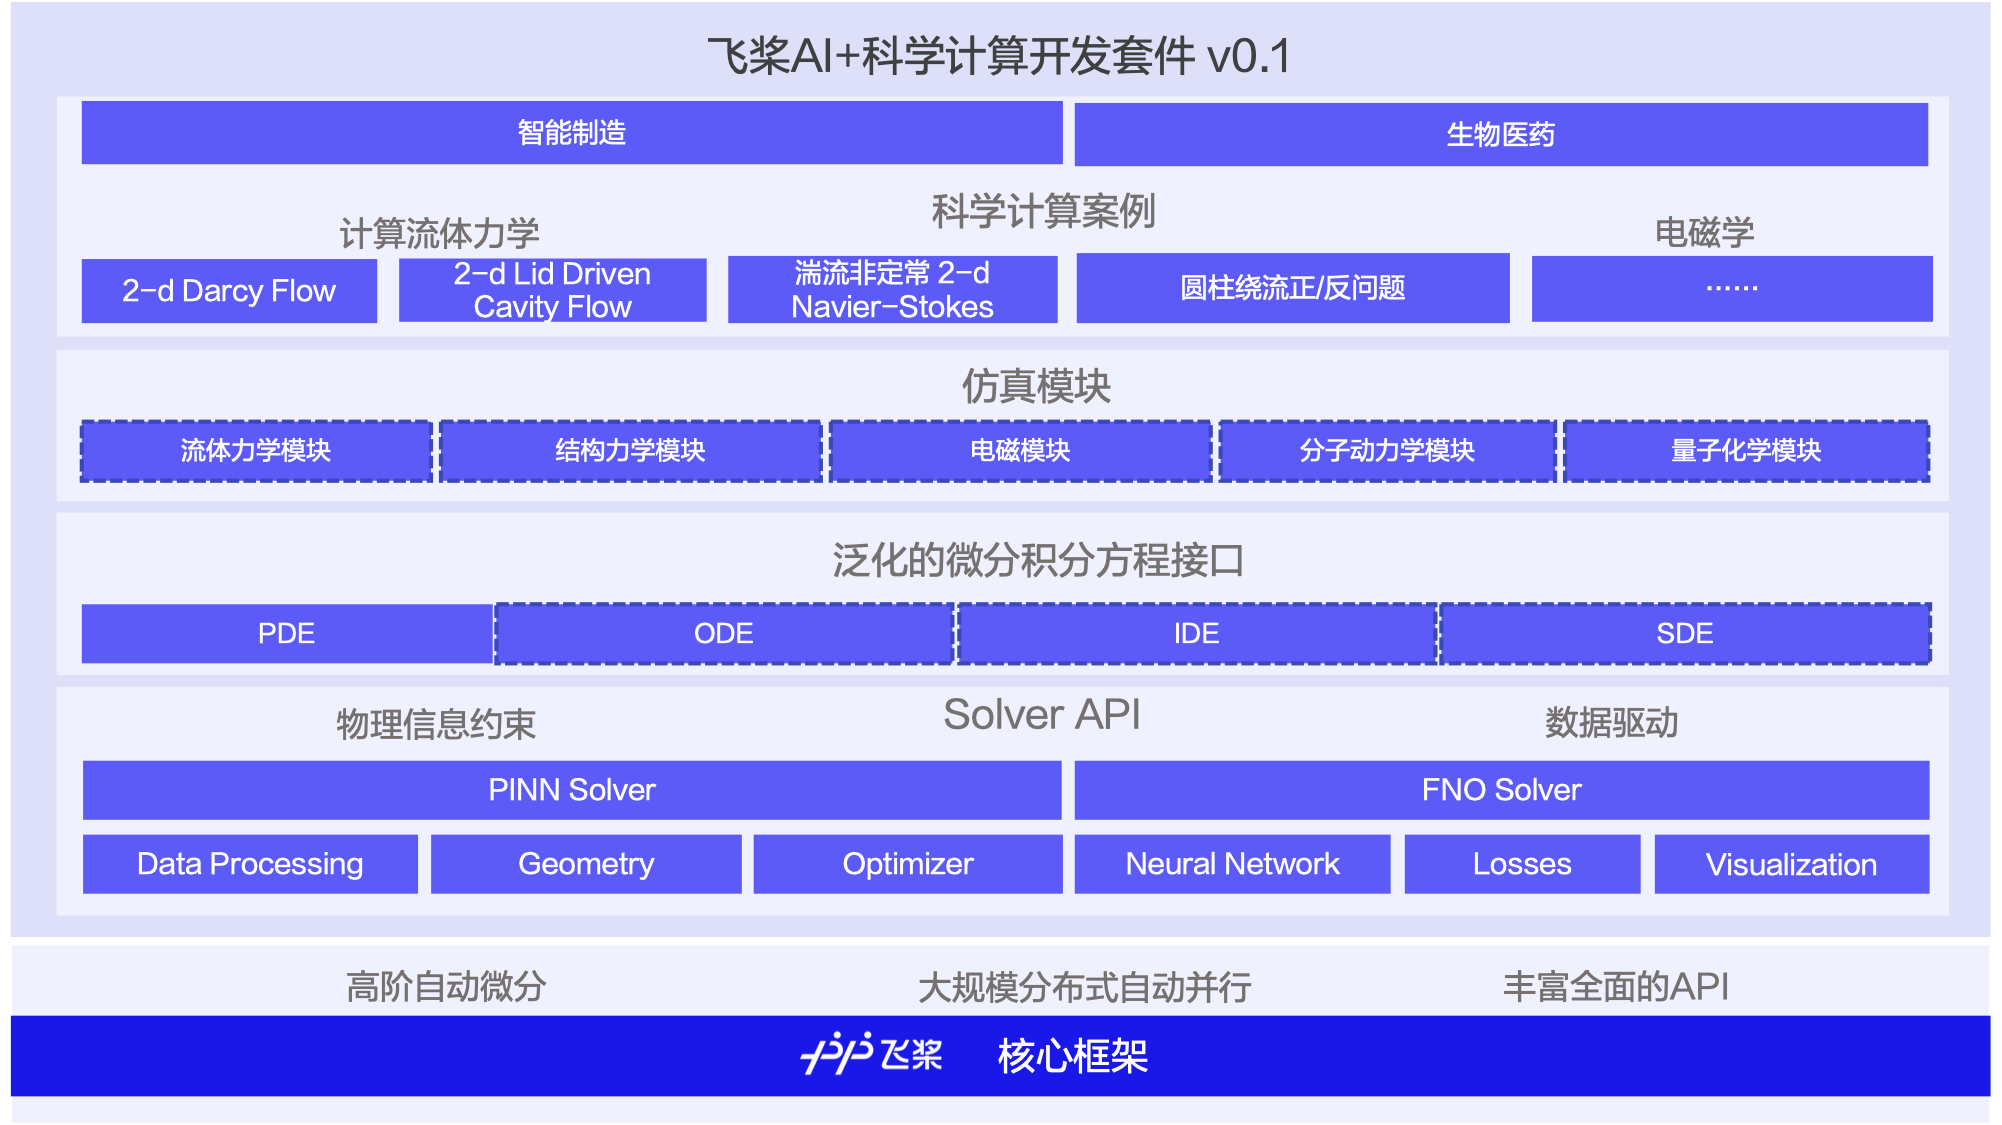 飞桨AI+科学计算开发套件 v0.1
智能制造
生物医药
科学计算案例
计算流体力学
电磁学
2-d Darcy Flow
2-d Lid Driven
Cavity Flow
湍流非定常 2-d
Navier-Stokes
圆柱绕流正/反问题
······
仿真模块
流体力学模块
结构力学模块
电磁模块
分子动力学模块
量子化学模块
泛化的微分积分方程接口
PDE
ODE
IDE
SDE
Solver API
物理信息约束
数据驱动
PINN Solver
FNO Solver
Data Processing
Geometry
Optimizer
Neural Network
Losses
Visualization
高阶自动微分
大规模分布式自动并行
丰富全面的API
飞桨
核心框架